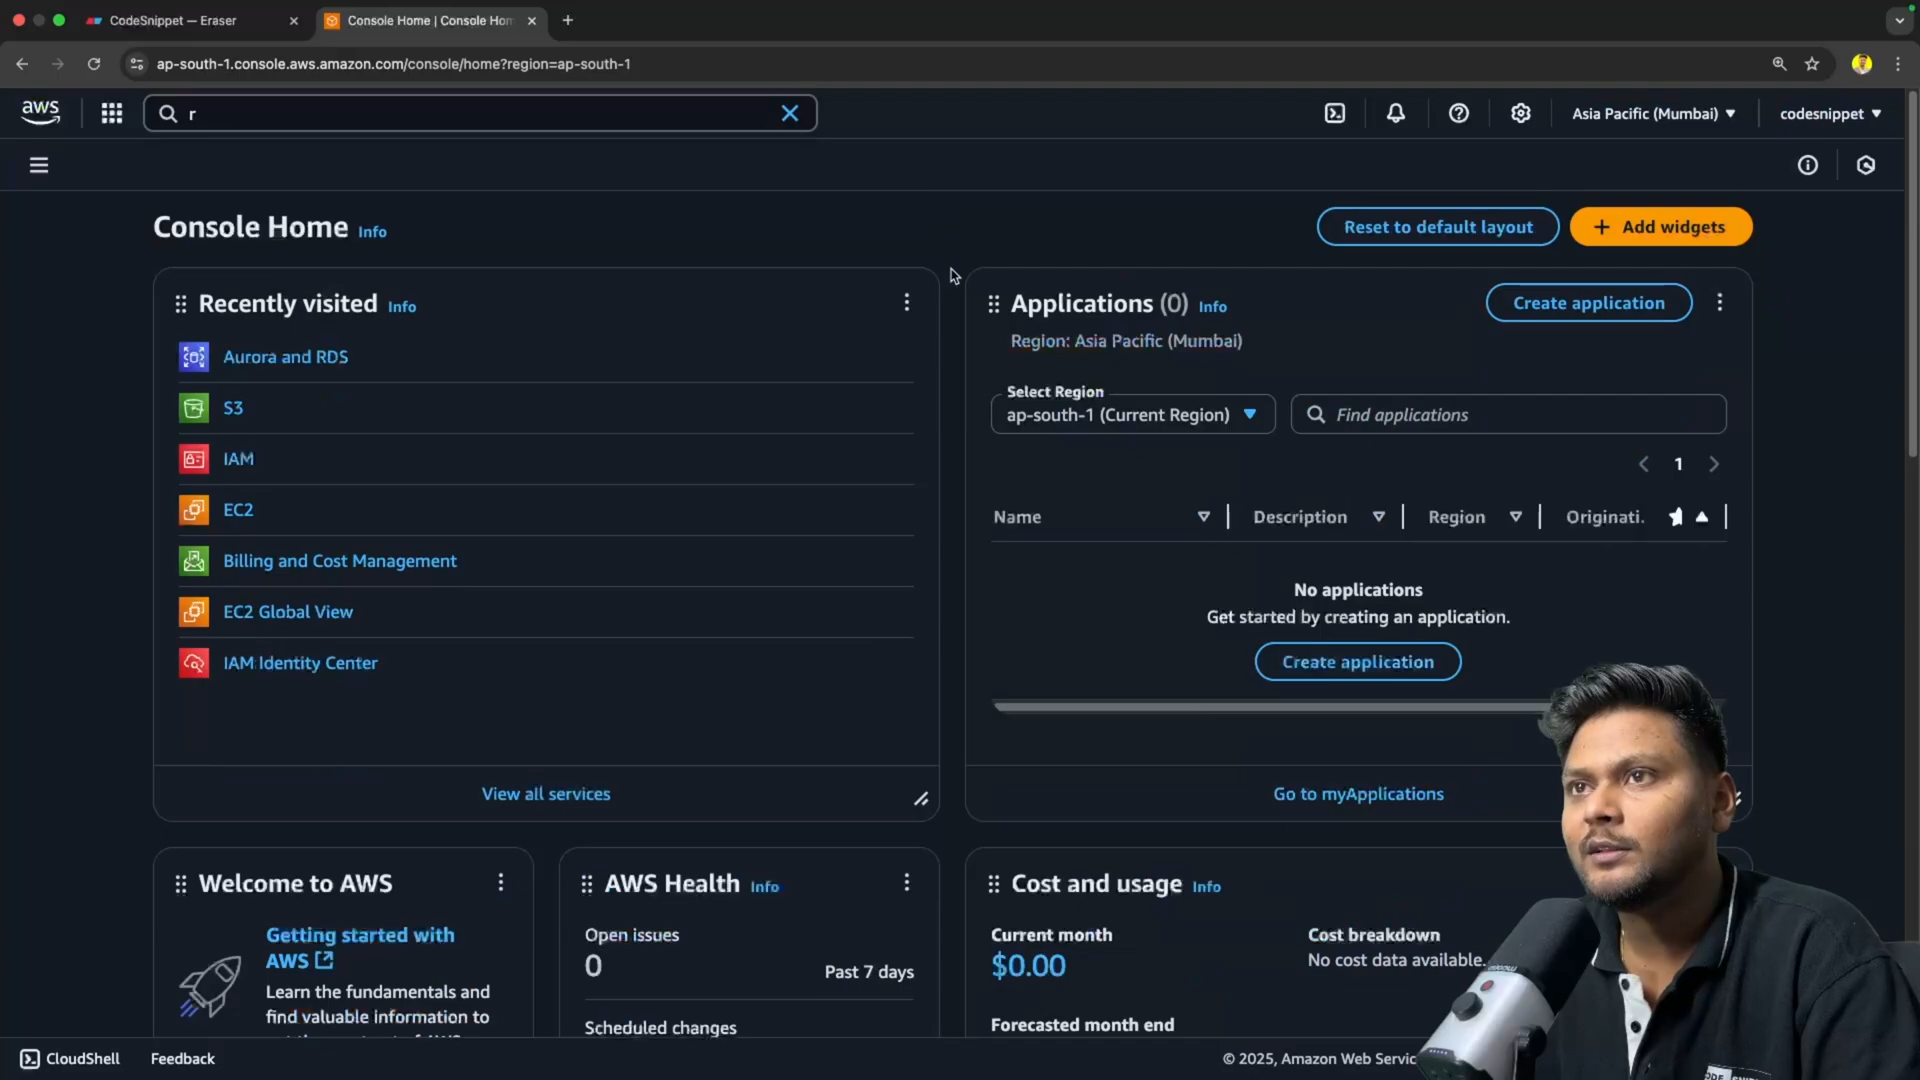 CodeSnippet — Eraser
Console Home | Console Hom
ap-south-1.console.aws.amazon.com/console/home?region=ap-south-1
aws
r
Asia Pacific (Mumbai)
codesnippet
Console Home Info
Reset to default layout
+ Add widgets
Recently visited Info
Aurora and RDS
S3
IAM
EC2
Billing and Cost Management
EC2 Global View
IAM Identity Center
View all services
Applications (0) Info
Create application
Region: Asia Pacific (Mumbai)
Select Region
ap-south-1 (Current Region)
Find applications
1
Name
Description
Region
Originati.
No applications
Get started by creating an application.
Create application
Go to myApplications
Welcome to AWS
Getting started with
AWS
Learn the fundamentals and
find valuable information to
AWS Health Info
Open issues
0
Past 7 days
Scheduled changes
Cost and usage Info
Current month
$0.00
Cost breakdown
No cost data available.
Forecasted month end
CloudShell
Feedback
© 2025, Amazon Web Servic